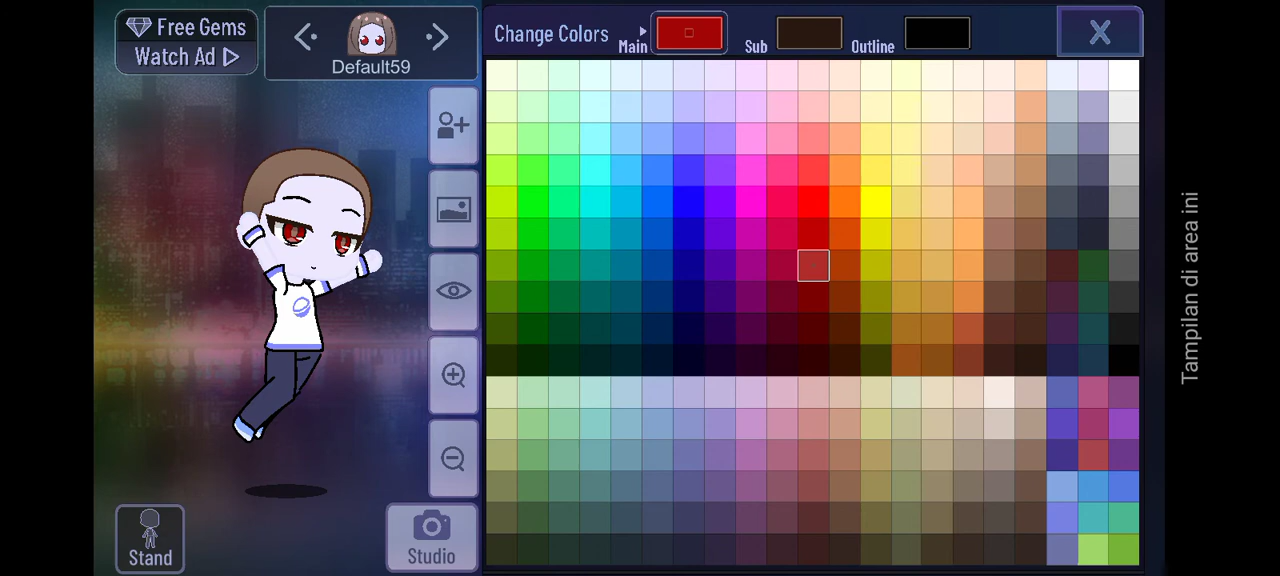 Free Gems
Watch Ad
Default59
Change Colors
Main
Sub
Outline
X
Stand
Studio
Tampilan di area ini